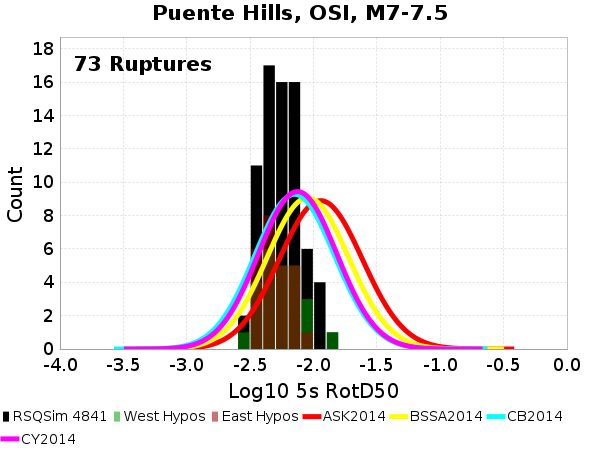 Puente Hills, OSI, M7-7.5
73 Ruptures
Count
18
16
14
12
10
8
6
4
2
0
-4.0 -3.5 -3.0 -2.5 -2.0 -1.5 -1.0 -0.5 0.0
Log10 5s RotD50
RSQSim 4841 West Hypos East Hypos ASK2014 BSSA2014 CB2014
CY2014